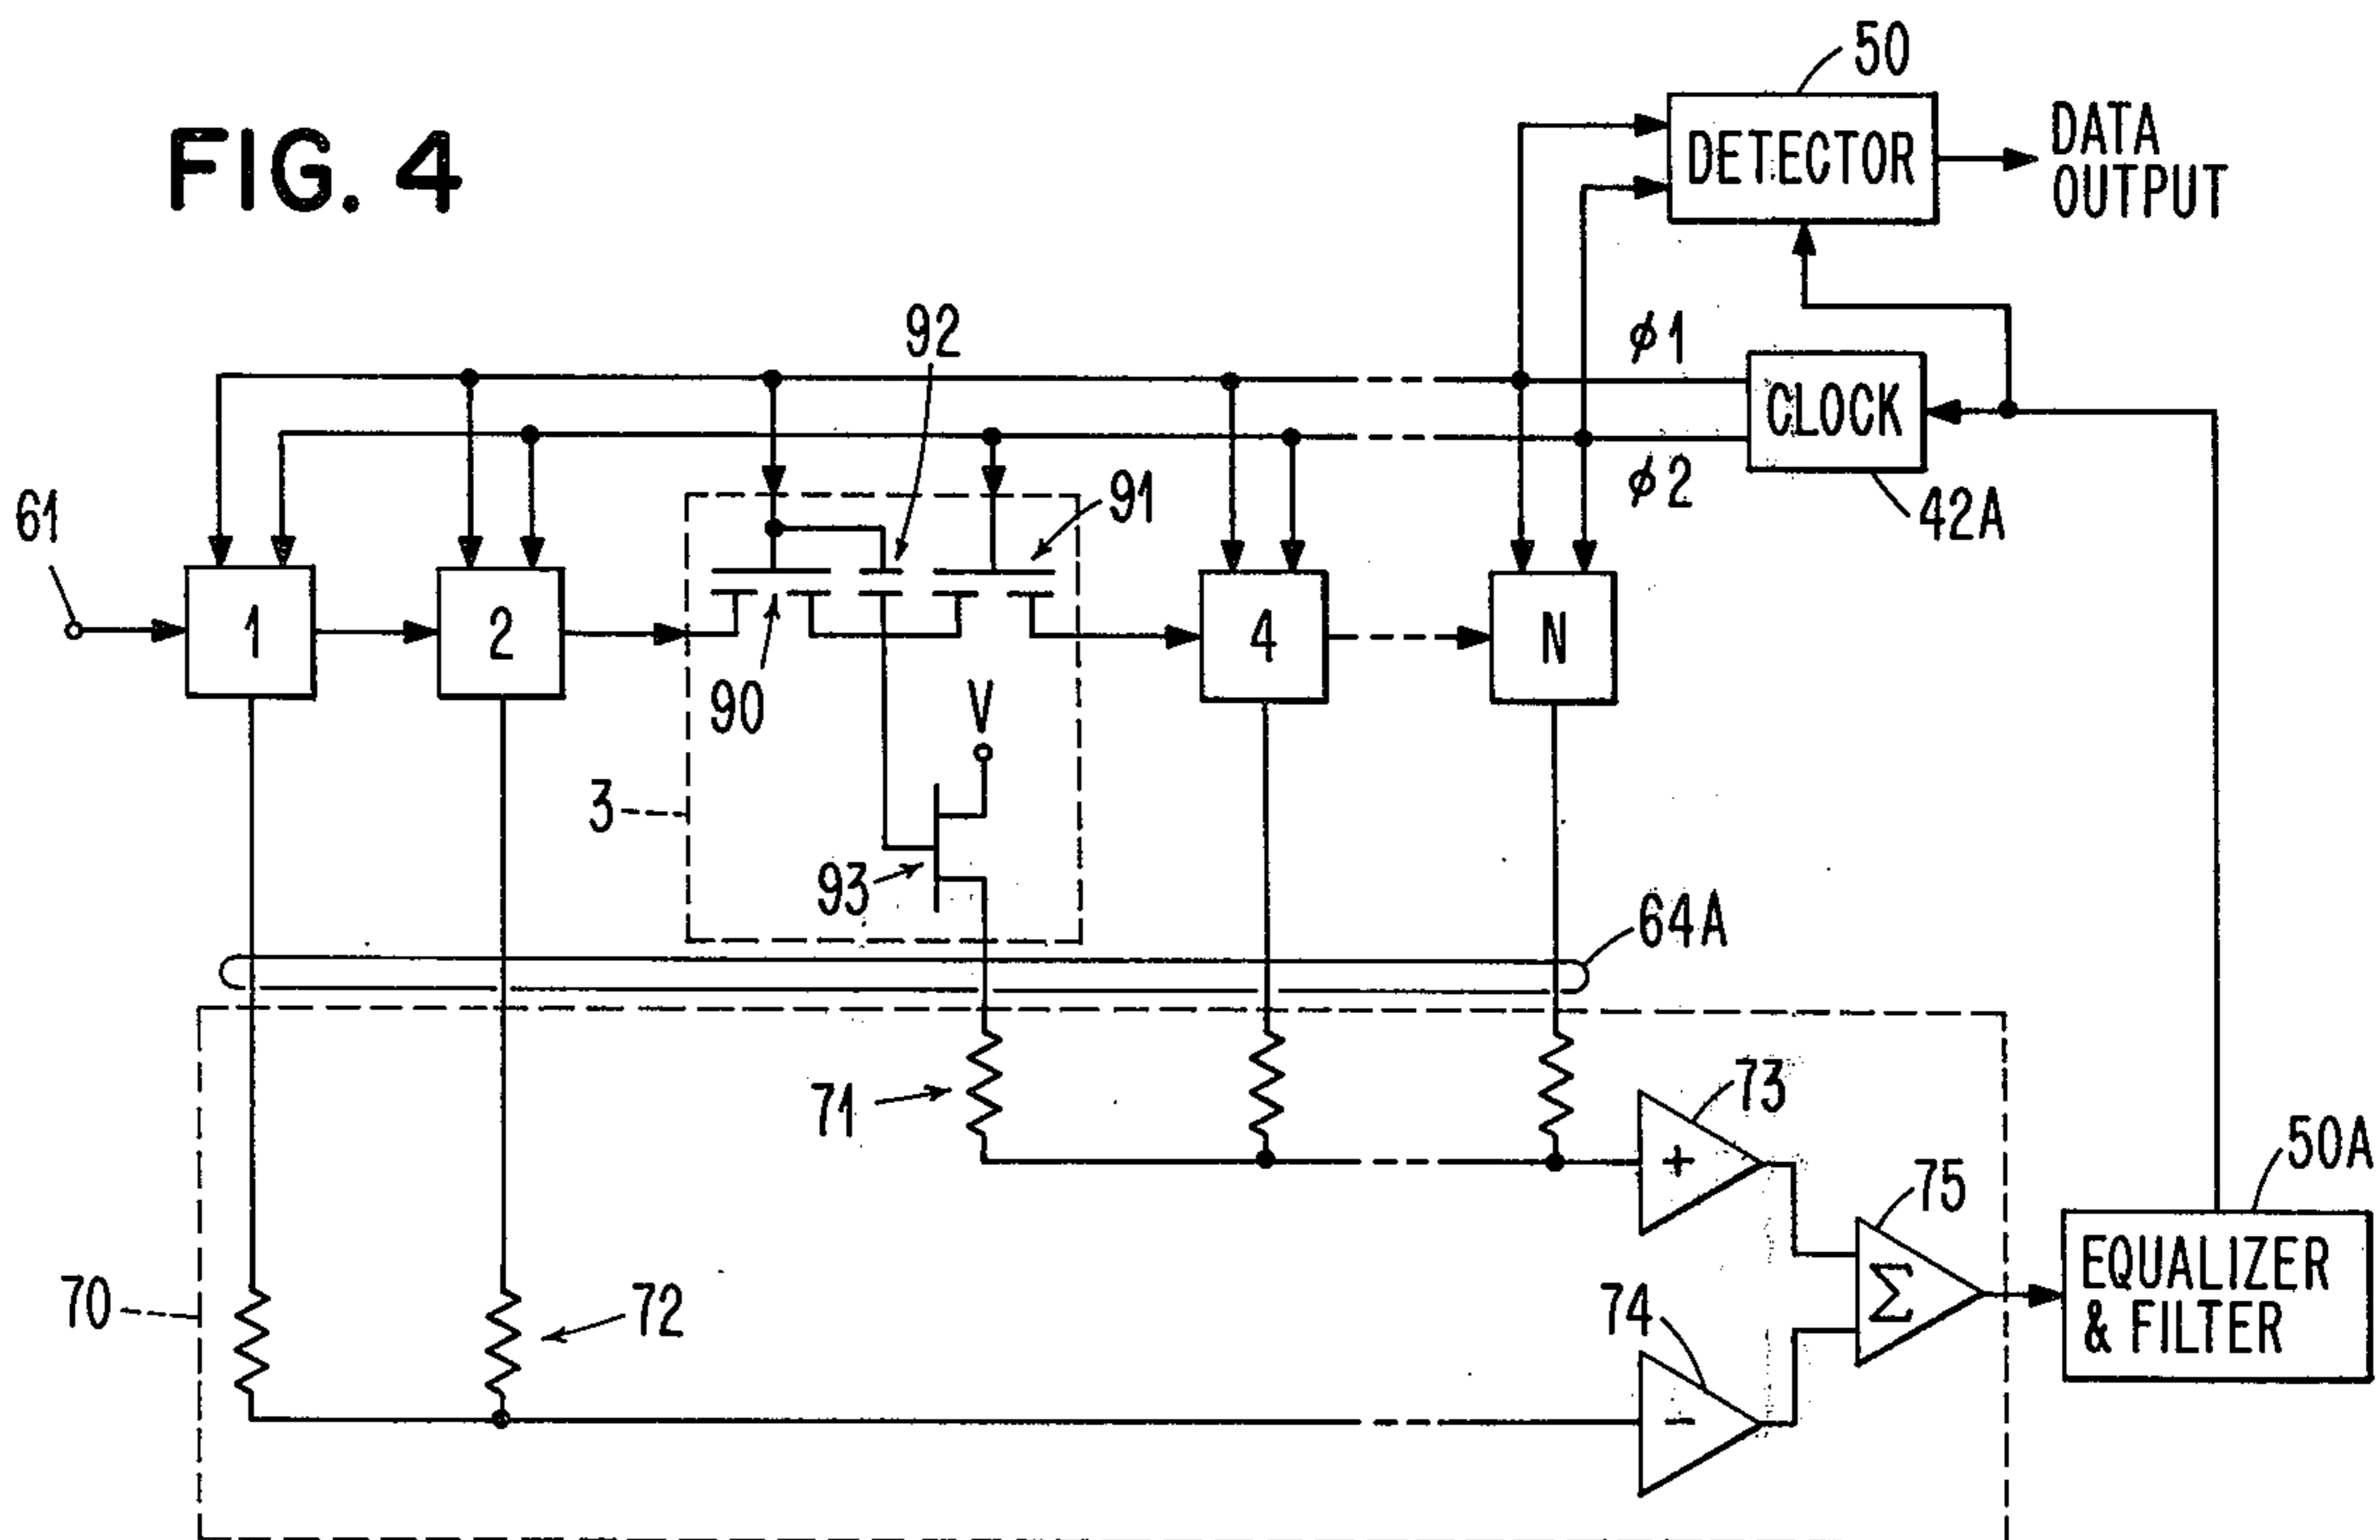 FIG. 4
50
DETECTOR
DATA
OUTPUT
92
ϕ1
CLOCK
ϕ2
42A
91
61
1
2
90
V
4
N
3
93
64A
71
73
75
50A
EQUALIZER
& FILTER
+
Σ
70
72
74
-